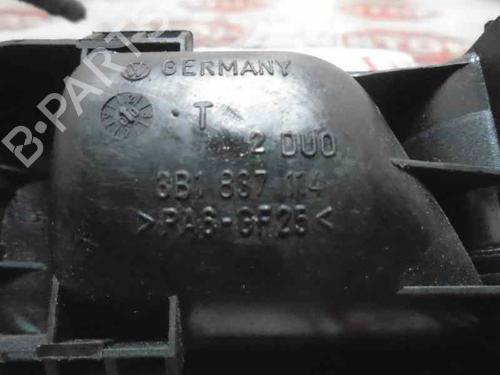 GERMANY
T
2 DUO
3B1 837 114
>PA6-GF25<
B-PARTS